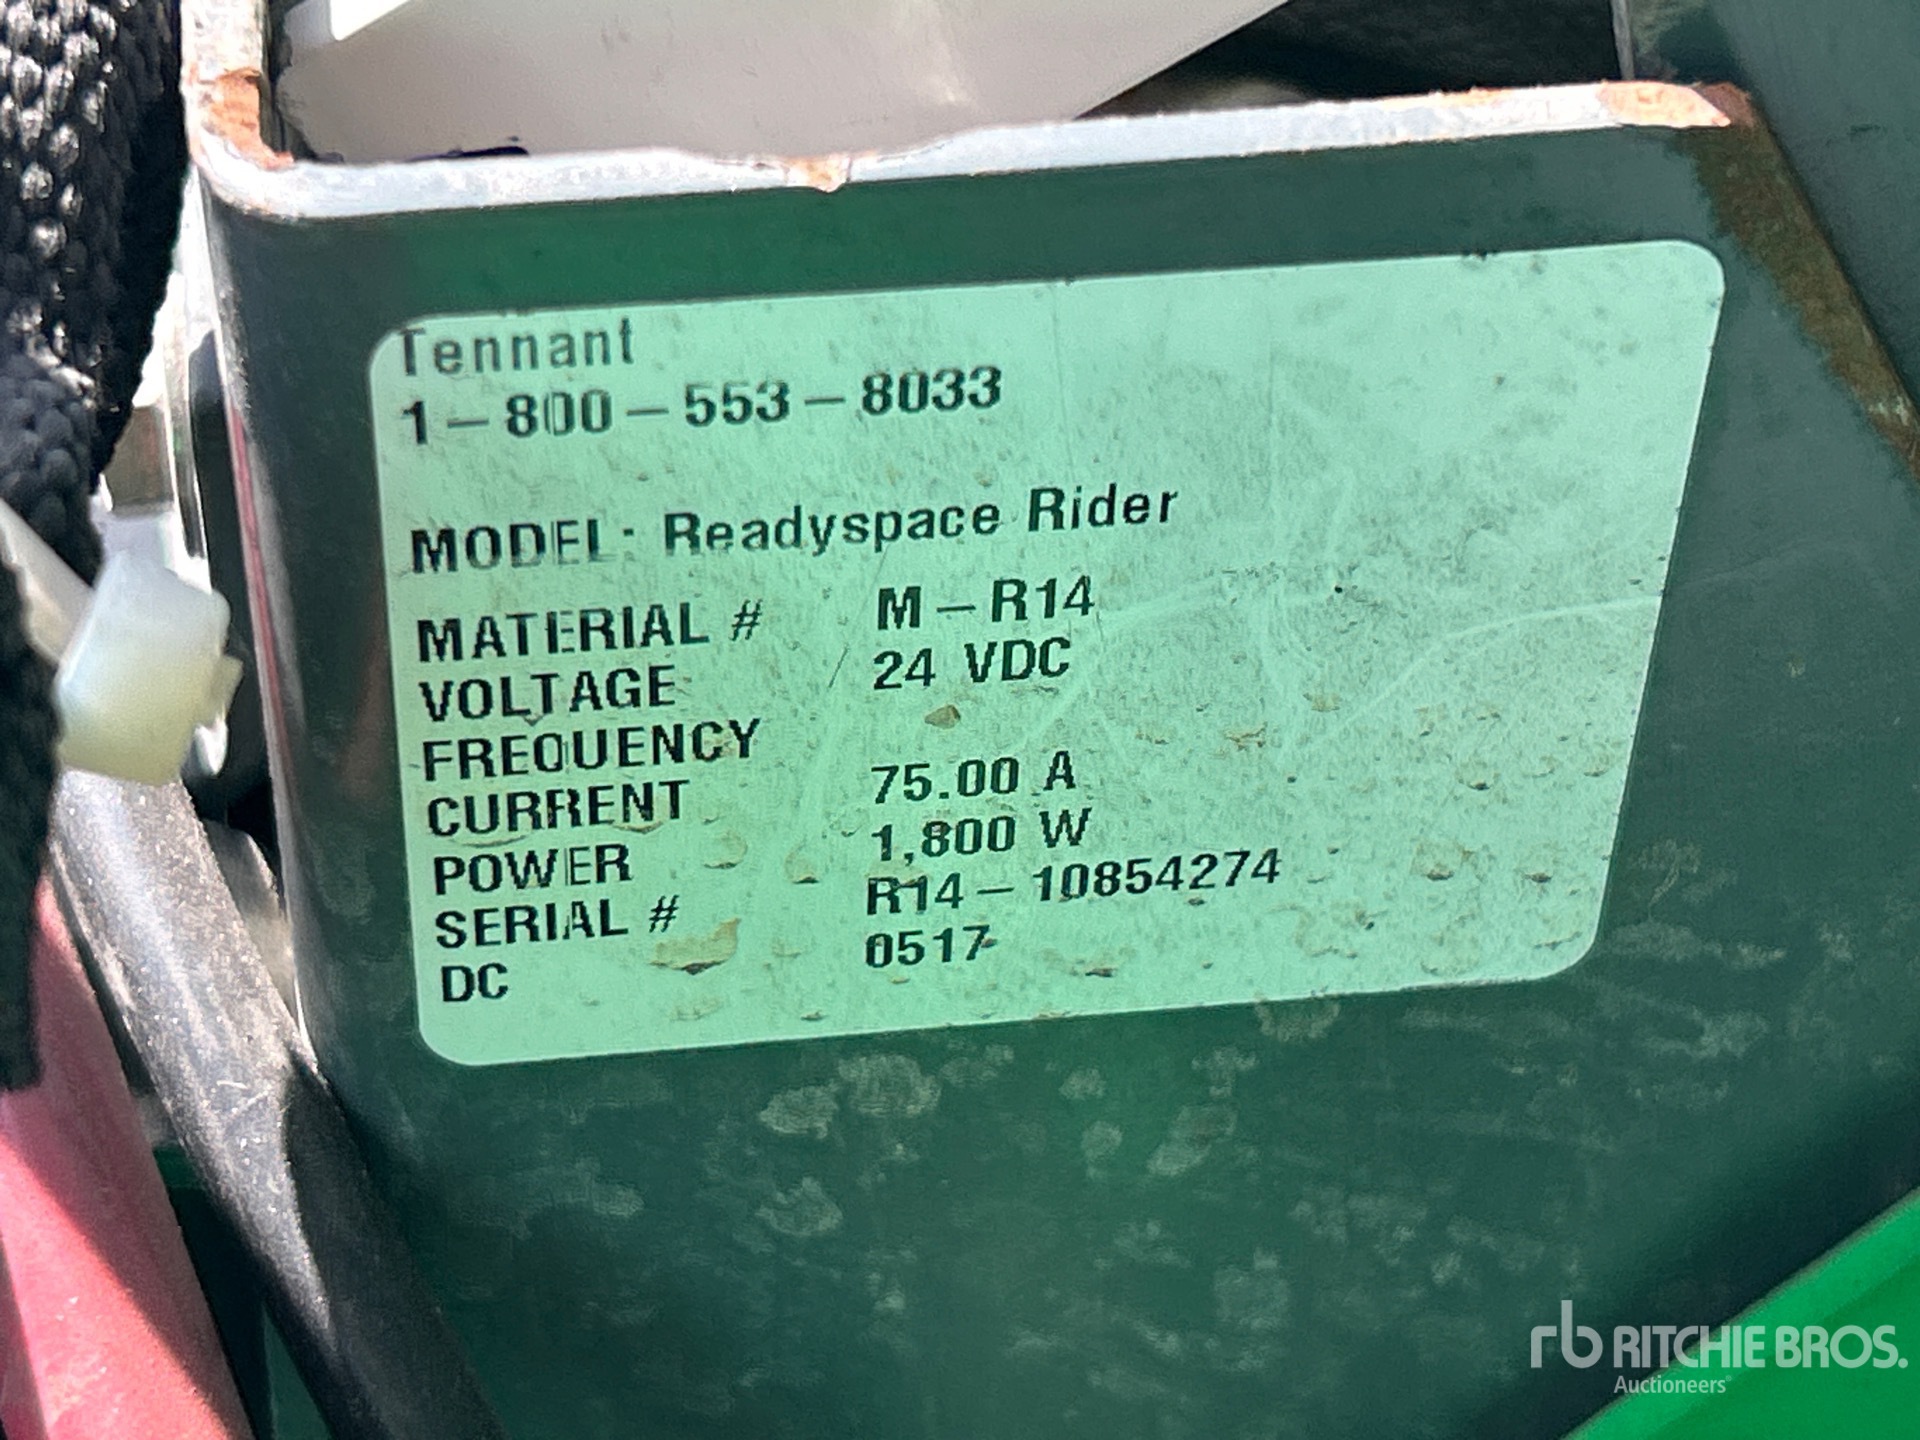 Tennant
1-800-553-8033
MODEL: Readyspace Rider
MATERIAL # M-R14
VOLTAGE 24 VDC
FREQUENCY
CURRENT 75.00 A
POWER 1,800 W
SERIAL # R14-10854274
DC 0517
rb RITCHIE BROS.
Auctioneers